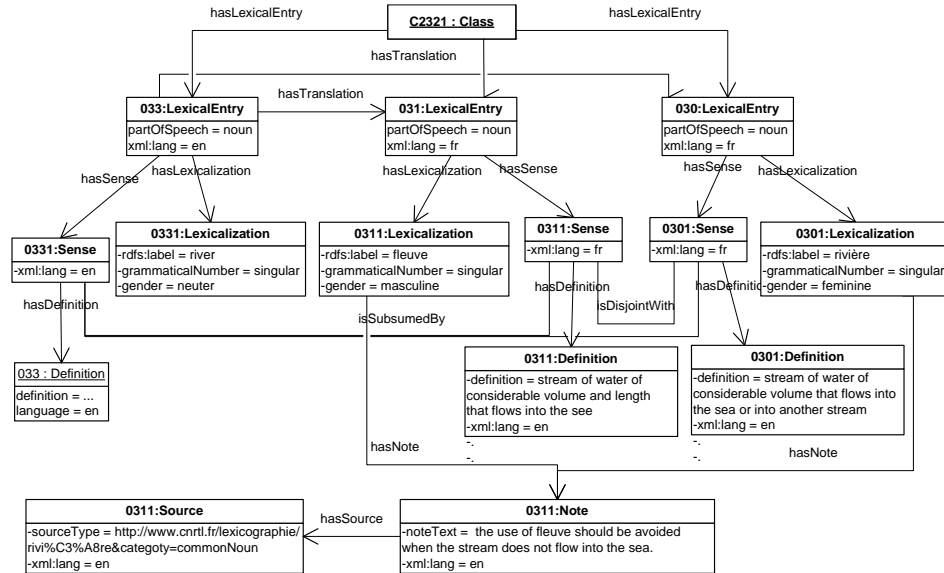 hasLexicalEntry
C2321 : Class
hasLexicalEntry
hasLexicalEntry
hasTranslation
hasTranslation
033:LexicalEntry
partOfSpeech = noun
xml:lang = en
031:LexicalEntry
partOfSpeech = noun
xml:lang = fr
030:LexicalEntry
partOfSpeech = noun
xml:lang = fr
hasSense
hasLexicalization
hasLexicalization
hasSense
hasSense
hasLexicalization
0331:Sense
-xml:lang = en
0331:Lexicalization
-rdfs:label = river
-grammaticalNumber = singular
-gender = neuter
0311:Lexicalization
-rdfs:label = fleuve
-grammaticalNumber = singular
-gender = masculine
0311:Sense
-xml:lang = fr
0301:Sense
-xml:lang = fr
0301:Lexicalization
-rdfs:label = rivière
-grammaticalNumber = singular
-gender = feminine
hasDefinition
hasDefinition
hasDefinitio
isDisjointWith
isSubsumedBy
033 : Definition
definition = ...
language = en
0311:Definition
-definition = stream of water of
considerable volume and length
that flows into the see
-xml:lang = en
-.
-.
0301:Definition
-definition = stream of water of
considerable volume that flows into
the sea or into another stream
-xml:lang = en
-.
-.
hasNote
hasNote
0311:Source
-sourceType = http://www.cnrtl.fr/lexicographie/
rivi%C3%A8re&categoty=commonNoun
-xml:lang = en
hasSource
0311:Note
-noteText = the use of fleuve should be avoided
when the stream does not flow into the sea.
-xml:lang = en